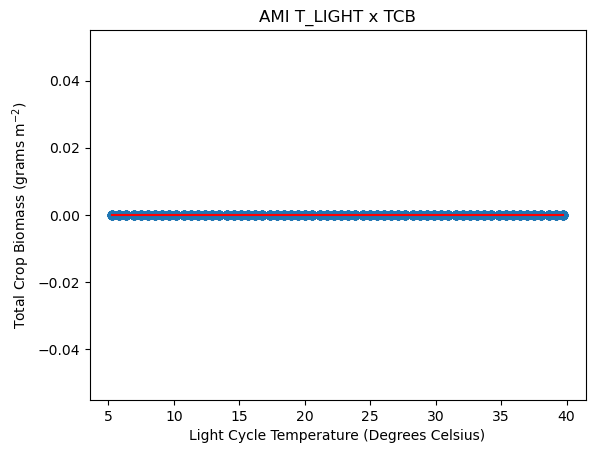 AMI T_LIGHT x TCB
Total Crop Biomass (grams m⁻²)
0.04
0.02
0.00
−0.02
−0.04
5 10 15 20 25 30 35 40
Light Cycle Temperature (Degrees Celsius)